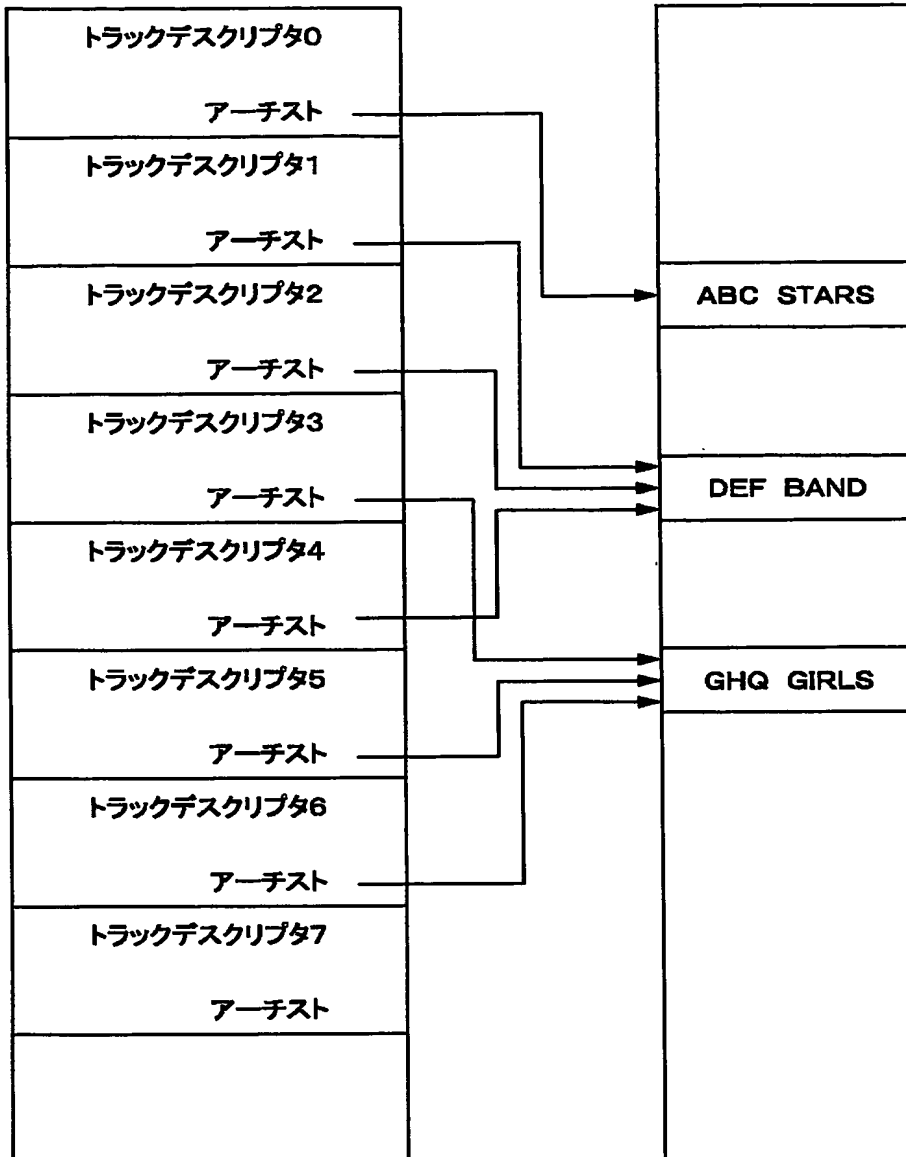 トラックデスクリプタ0
アーチスト
トラックデスクリプタ1
アーチスト
トラックデスクリプタ2
アーチスト
トラックデスクリプタ3
アーチスト
トラックデスクリプタ4
アーチスト
トラックデスクリプタ5
アーチスト
トラックデスクリプタ6
アーチスト
トラックデスクリプタ7
アーチスト
ABC STARS
DEF BAND
GHQ GIRLS